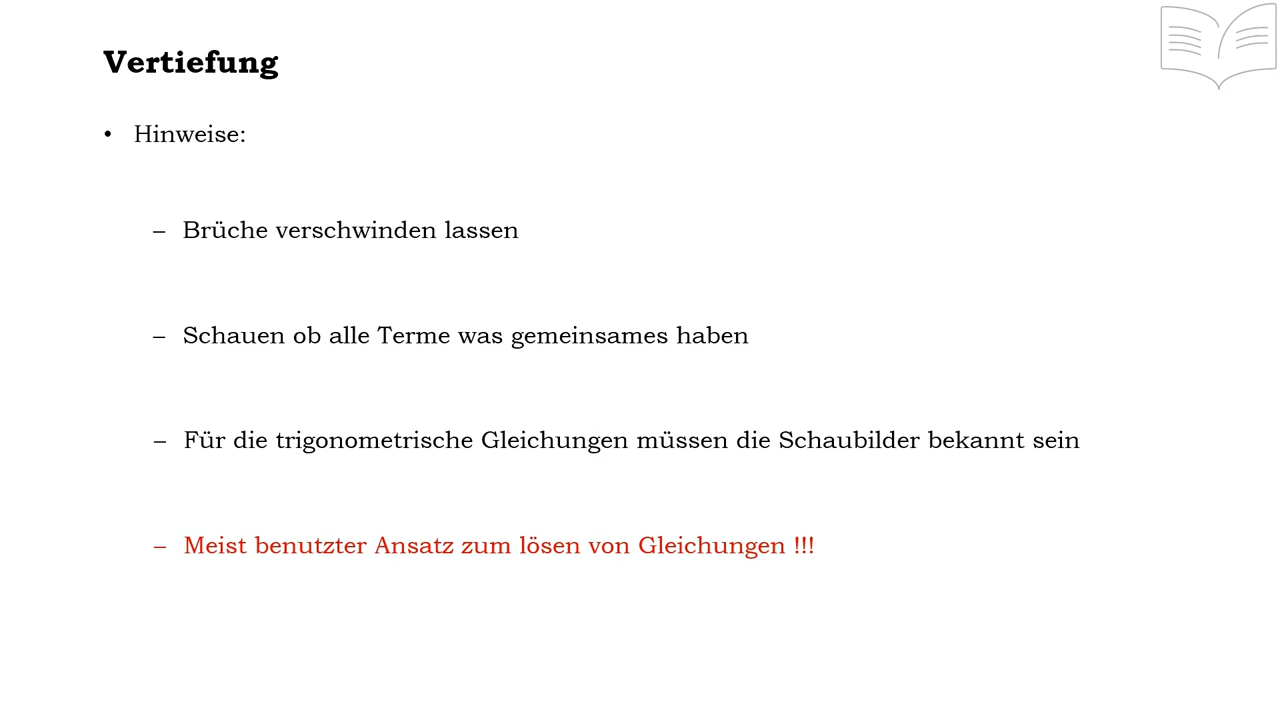 Vertiefung
• Hinweise:
– Brüche verschwinden lassen
– Schauen ob alle Terme was gemeinsames haben
– Für die trigonometrische Gleichungen müssen die Schaubilder bekannt sein
– Meist benutzter Ansatz zum lösen von Gleichungen !!!